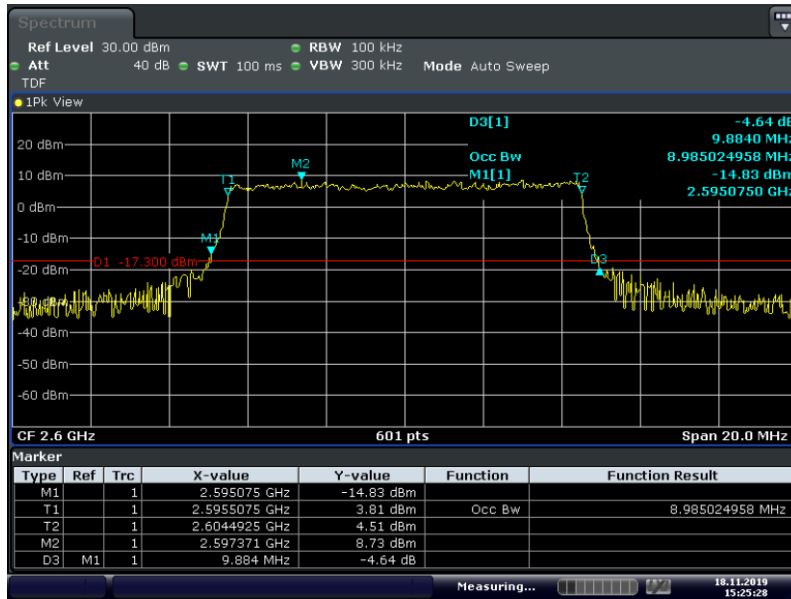 Spectrum
Ref Level 30.00 dBm RBW 100 kHz
Att 40 dB SWT 100 ms VBW 300 kHz Mode Auto Sweep
TDF
1Pk View
D3[1] -4.64 dB
9.8840 MHz
Occ Bw 8.985024958 MHz
M1[1] -14.83 dBm
2.5950750 GHz
20 dBm
10 dBm
0 dBm
-10 dBm
-20 dBm
-30 dBm
-40 dBm
-50 dBm
-60 dBm
M2
T1
T2
M1
D1 -17.300 dBm
D3
CF 2.6 GHz 601 pts Span 20.0 MHz
Marker
Type Ref Trc X-value Y-value Function Function Result
M1 1 2.595075 GHz -14.83 dBm
T1 1 2.5955075 GHz 3.81 dBm Occ Bw 8.985024958 MHz
T2 1 2.6044925 GHz 4.51 dBm
M2 1 2.597371 GHz 8.73 dBm
D3 M1 1 9.884 MHz -4.64 dB
Measuring... 18.11.2019
15:25:28